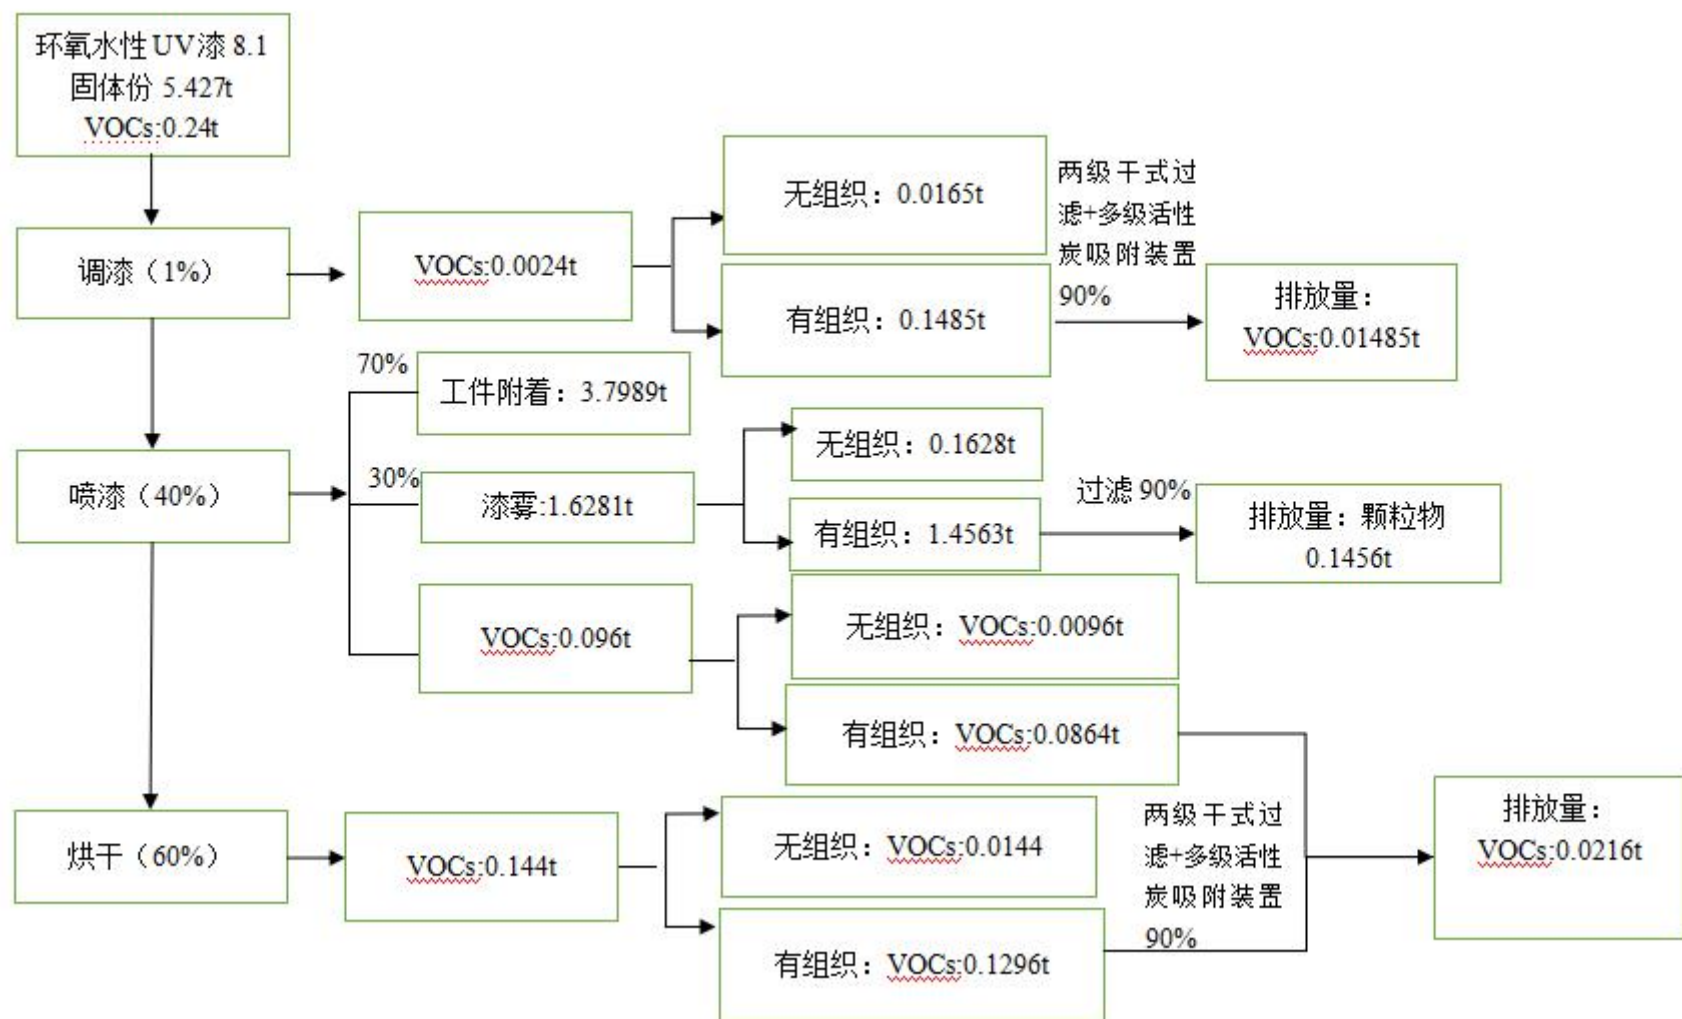 环氧水性UV漆8.1
固体份 5.427t
VOCs:0.24t
调漆（1%）
VOCs:0.0024t
无组织：0.0165t
有组织：0.1485t
两级干式过
滤+多级活性
炭吸附装置
90%
排放量：
VOCs:0.01485t
喷漆（40%）
70%
工件附着：3.7989t
30%
漆雾:1.6281t
无组织：0.1628t
有组织：1.4563t
过滤 90%
排放量：颗粒物
0.1456t
VOCs:0.096t
无组织：VOCs:0.0096t
有组织：VOCs:0.0864t
烘干（60%）
VOCs:0.144t
无组织：VOCs:0.0144
有组织：VOCs:0.1296t
两级干式过
滤+多级活性
炭吸附装置
90%
排放量：
VOCs:0.0216t